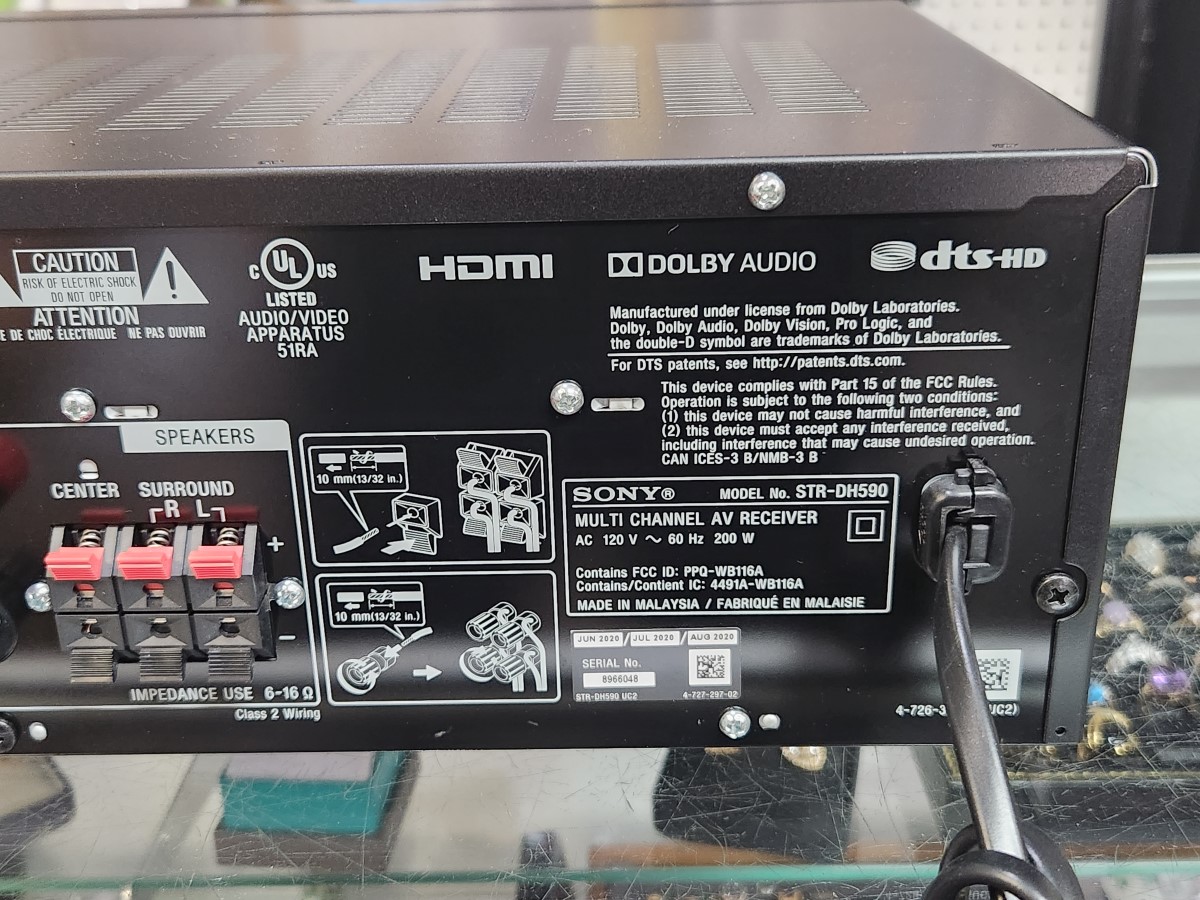 CAUTION
RISK OF ELECTRIC SHOCK
DO NOT OPEN
ATTENTION
E DE CHOC ÉLECTRIQUE NE PAS OUVRIR
C UL US
LISTED
AUDIO/VIDEO
APPARATUS
51RA
HDMI
DOLBY AUDIO
dts-HD
Manufactured under license from Dolby Laboratories.
Dolby, Dolby Audio, Dolby Vision, Pro Logic, and
the double-D symbol are trademarks of Dolby Laboratories.
For DTS patents, see http://patents.dts.com.
This device complies with Part 15 of the FCC Rules.
Operation is subject to the following two conditions:
(1) this device may not cause harmful interference, and
(2) this device must accept any interference received,
including interference that may cause undesired operation.
CAN ICES-3 B/NMB-3 B
SPEAKERS
CENTER SURROUND
R L
+
−
IMPEDANCE USE 6-16 Ω
Class 2 Wiring
10 mm(13/32 in.)
10 mm(13/32 in.)
SONY® MODEL No. STR-DH590
MULTI CHANNEL AV RECEIVER
AC 120 V ~ 60 Hz 200 W
Contains FCC ID: PPQ-WB116A
Contains/Contient IC: 4491A-WB116A
MADE IN MALAYSIA / FABRIQUÉ EN MALAISIE
JUN 2020 / JUL 2020 / AUG 2020
SERIAL No.
8966048
STR-DH590 UC2 4-727-297-02
4-726-3 UC2)